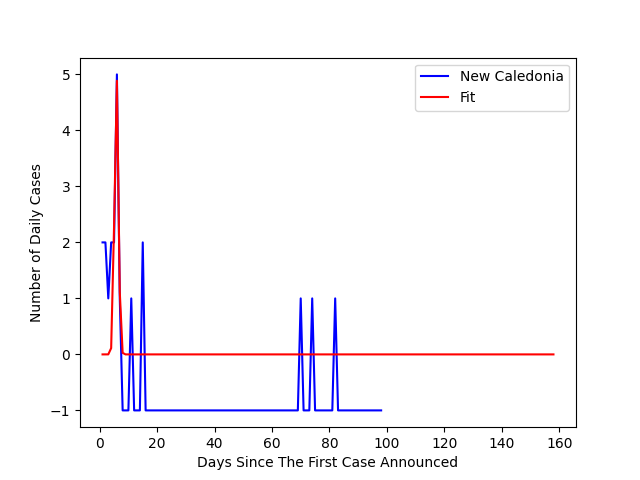 New Caledonia
Fit
Number of Daily Cases
5
4
3
2
1
0
−1
0 20 40 60 80 100 120 140 160
Days Since The First Case Announced